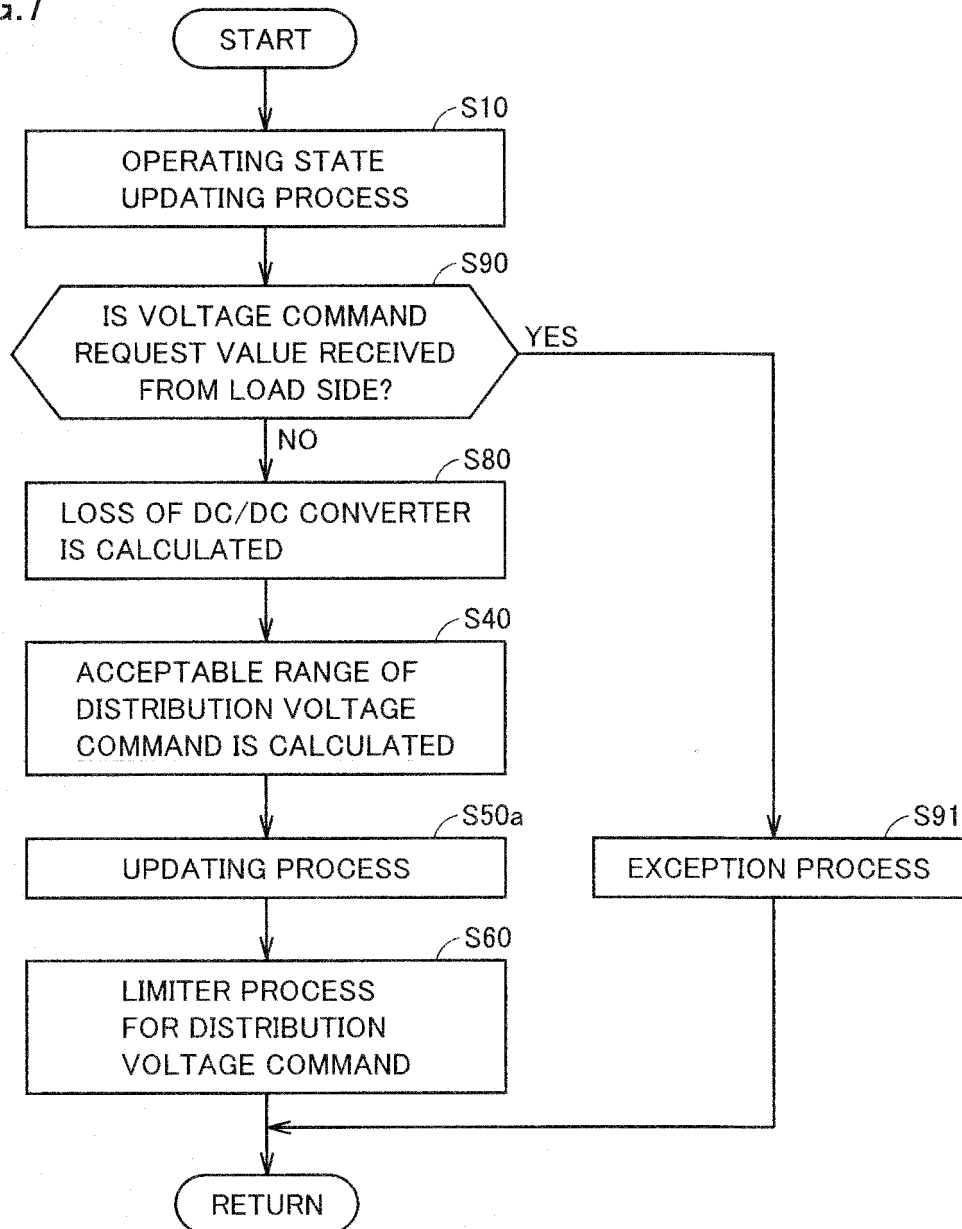 START
S10
OPERATING STATE
UPDATING PROCESS
S90
IS VOLTAGE COMMAND
REQUEST VALUE RECEIVED
FROM LOAD SIDE?
YES
NO
S80
LOSS OF DC/DC CONVERTER
IS CALCULATED
S40
ACCEPTABLE RANGE OF
DISTRIBUTION VOLTAGE
COMMAND IS CALCULATED
S50a
UPDATING PROCESS
S91
EXCEPTION PROCESS
S60
LIMITER PROCESS
FOR DISTRIBUTION
VOLTAGE COMMAND
RETURN